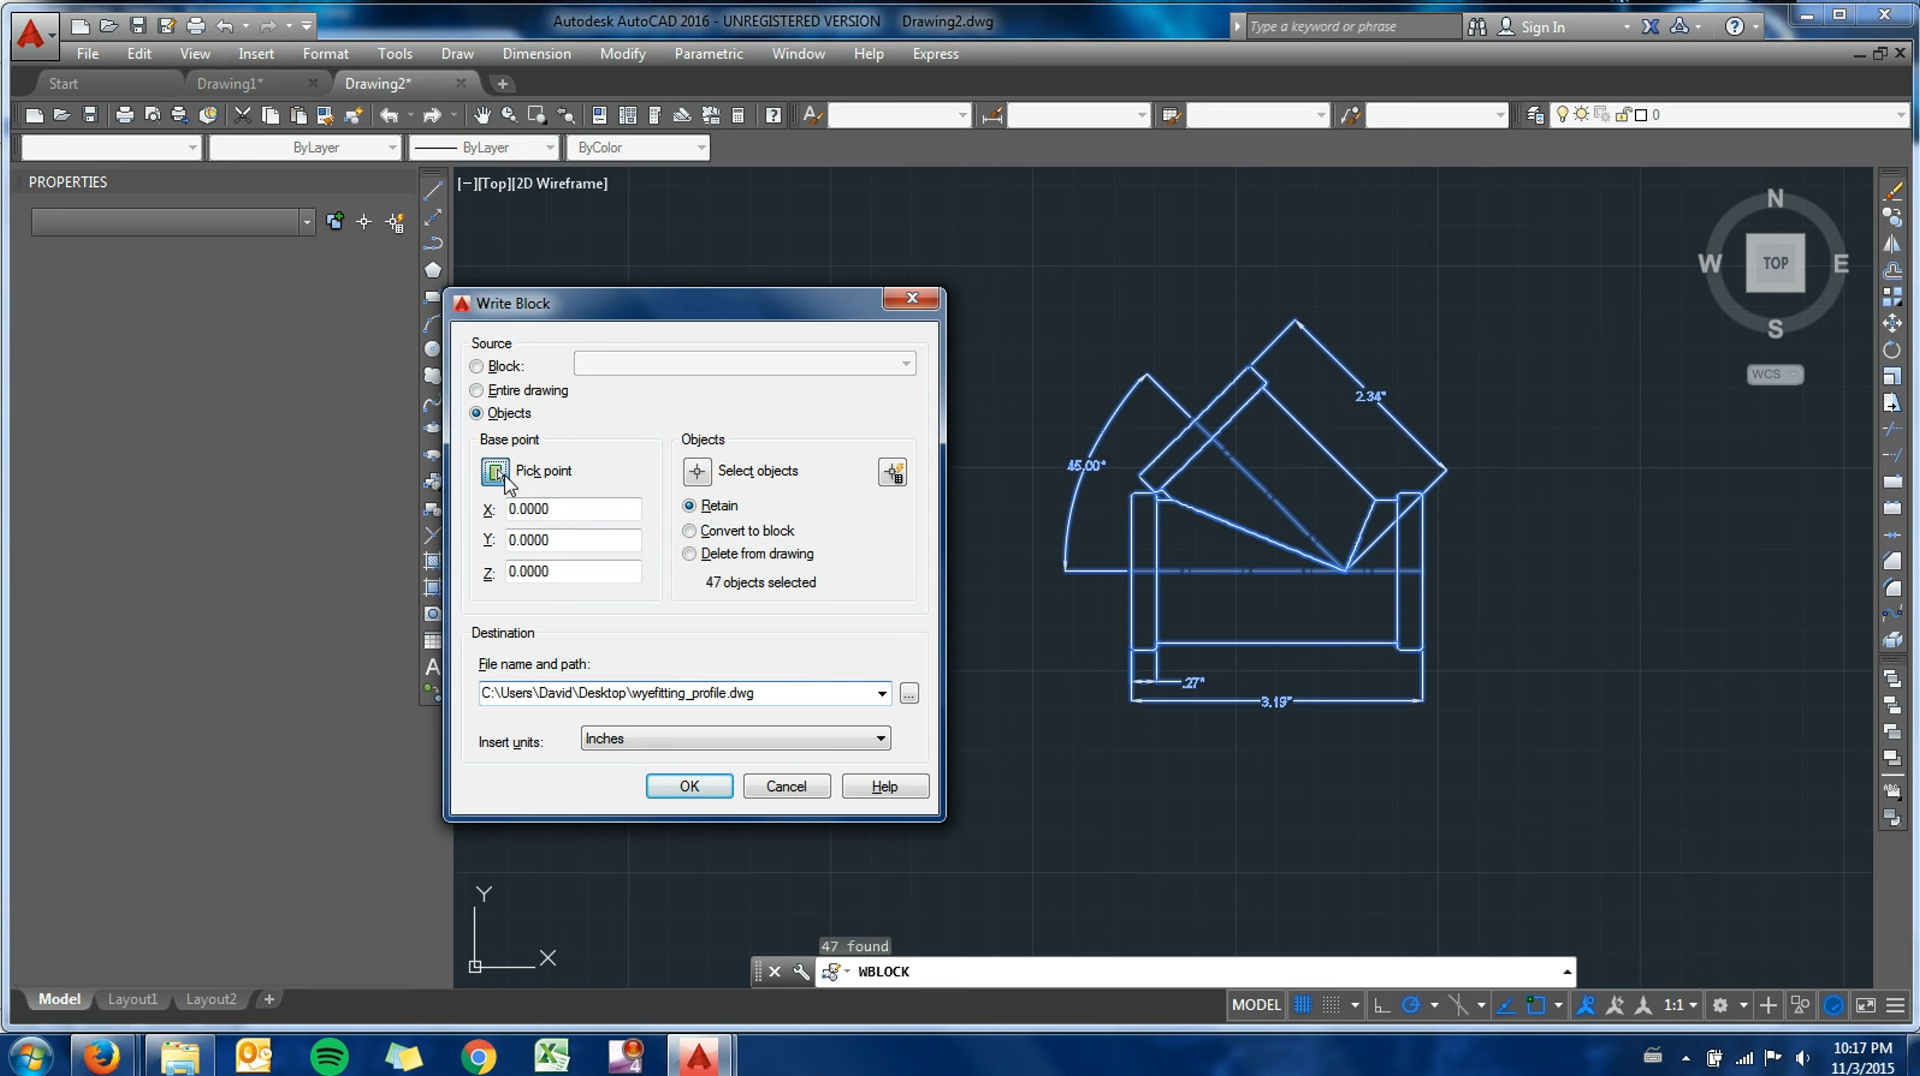 Autodesk AutoCAD 2016 - UNREGISTERED VERSION Drawing2.dwg
Type a keyword or phrase
Sign In
File Edit View Insert Format Tools Draw Dimension Modify Parametric Window Help Express
Start Drawing1* Drawing2*
0
ByLayer ByLayer ByColor
PROPERTIES
[−][Top][2D Wireframe]
N
W TOP E
S
WCS
Write Block
Source
Block:
Entire drawing
Objects
Base point
Pick point
X: 0.0000
Y: 0.0000
Z: 0.0000
Objects
Select objects
Retain
Convert to block
Delete from drawing
47 objects selected
Destination
File name and path:
C:\Users\David\Desktop\wyefitting_profile.dwg
...
Insert units: Inches
OK Cancel Help
2.34"
45.00°
.27"
3.19"
A
ABC
Y
X
47 found
WBLOCK
Model Layout1 Layout2 +
MODEL 1:1
4
10:17 PM
11/3/2015